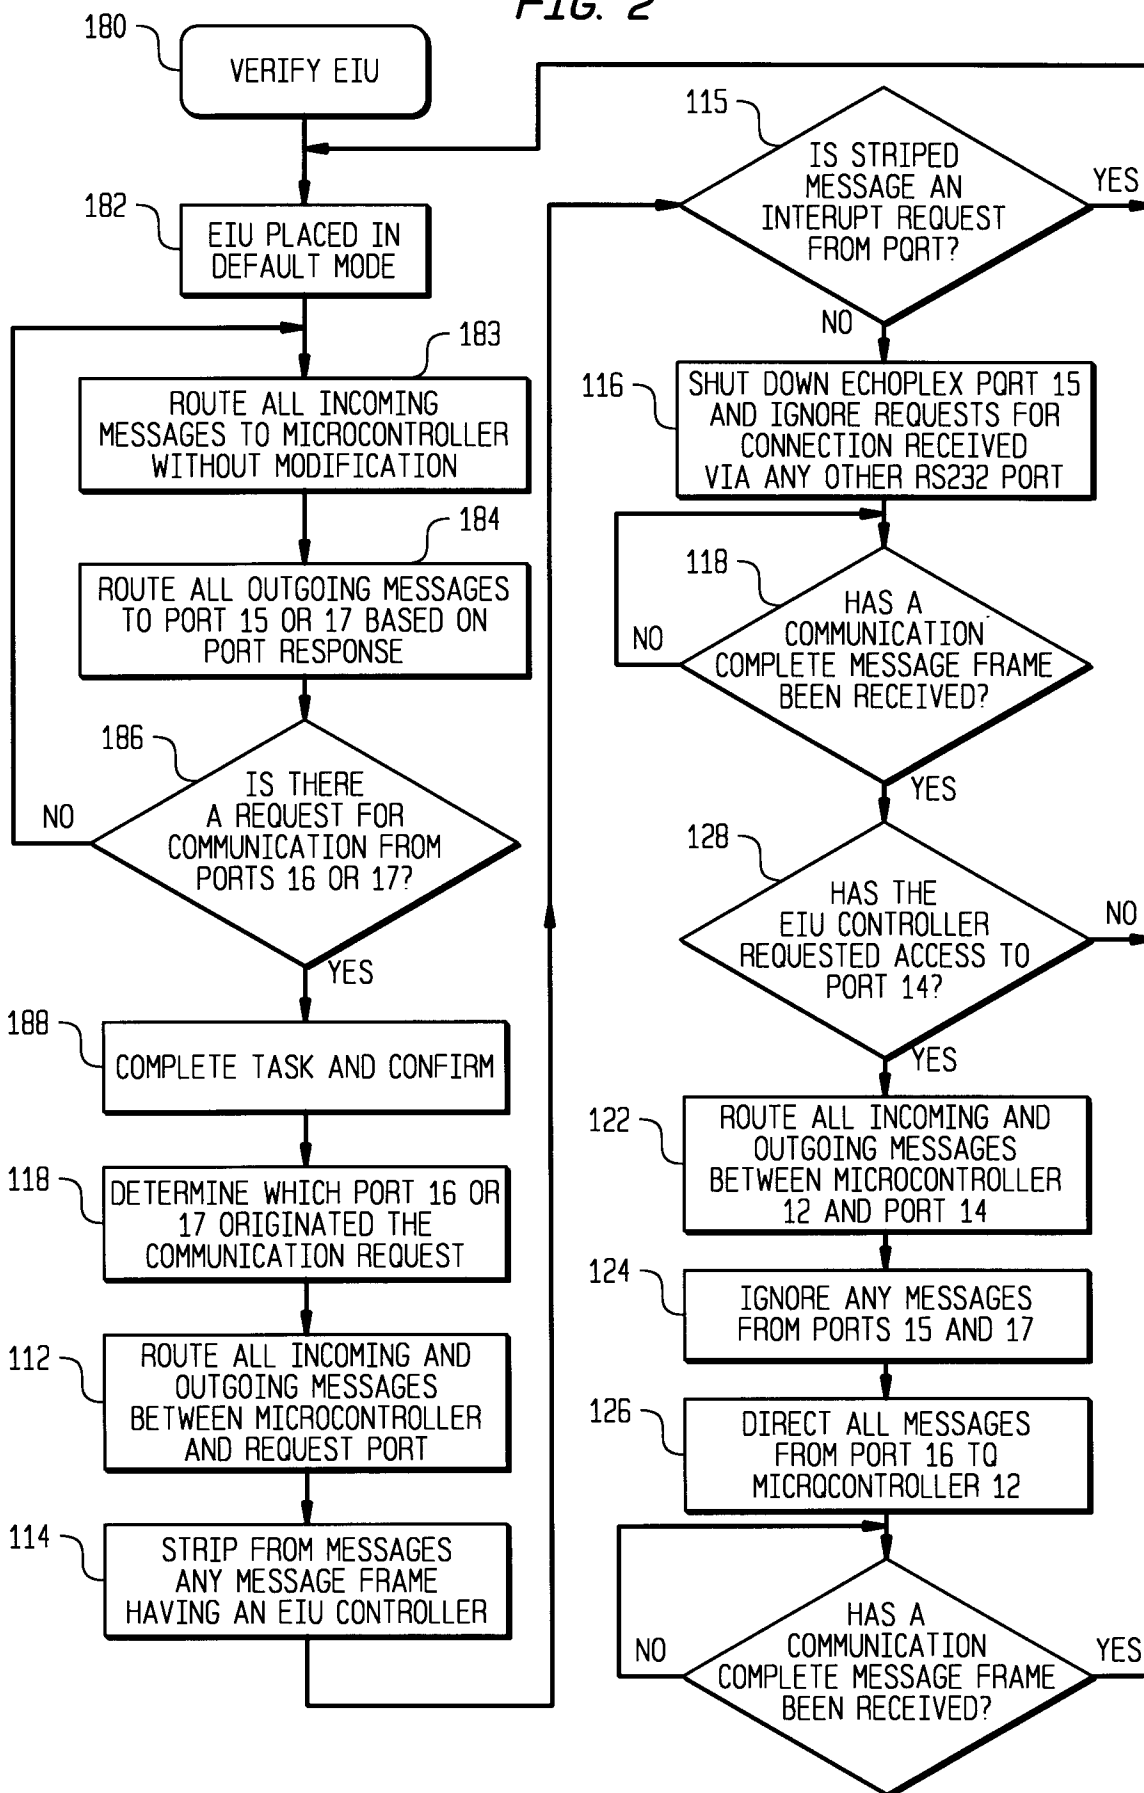 FIG. 2
180
VERIFY EIU
182
EIU PLACED IN
DEFAULT MODE
183
ROUTE ALL INCOMING
MESSAGES TO MICROCONTROLLER
WITHOUT MODIFICATION
184
ROUTE ALL OUTGOING MESSAGES
TO PORT 15 OR 17 BASED ON
PORT RESPONSE
186
IS THERE
A REQUEST FOR
COMMUNICATION FROM
PORTS 16 OR 17?
NO
YES
188
COMPLETE TASK AND CONFIRM
118
DETERMINE WHICH PORT 16 OR
17 ORIGINATED THE
COMMUNICATION REQUEST
112
ROUTE ALL INCOMING AND
OUTGOING MESSAGES
BETWEEN MICROCONTROLLER
AND REQUEST PORT
114
STRIP FROM MESSAGES
ANY MESSAGE FRAME
HAVING AN EIU CONTROLLER
115
IS STRIPED
MESSAGE AN
INTERUPT REQUEST
FROM PORT?
YES
NO
116
SHUT DOWN ECHOPLEX PORT 15
AND IGNORE REQUESTS FOR
CONNECTION RECEIVED
VIA ANY OTHER RS232 PORT
118
HAS A
COMMUNICATION
COMPLETE MESSAGE FRAME
BEEN RECEIVED?
NO
YES
128
HAS THE
EIU CONTROLLER
REQUESTED ACCESS TO
PORT 14?
NO
YES
122
ROUTE ALL INCOMING AND
OUTGOING MESSAGES
BETWEEN MICROCONTROLLER
12 AND PORT 14
124
IGNORE ANY MESSAGES
FROM PORTS 15 AND 17
126
DIRECT ALL MESSAGES
FROM PORT 16 TO
MICROCONTROLLER 12
HAS A
COMMUNICATION
COMPLETE MESSAGE FRAME
BEEN RECEIVED?
NO
YES